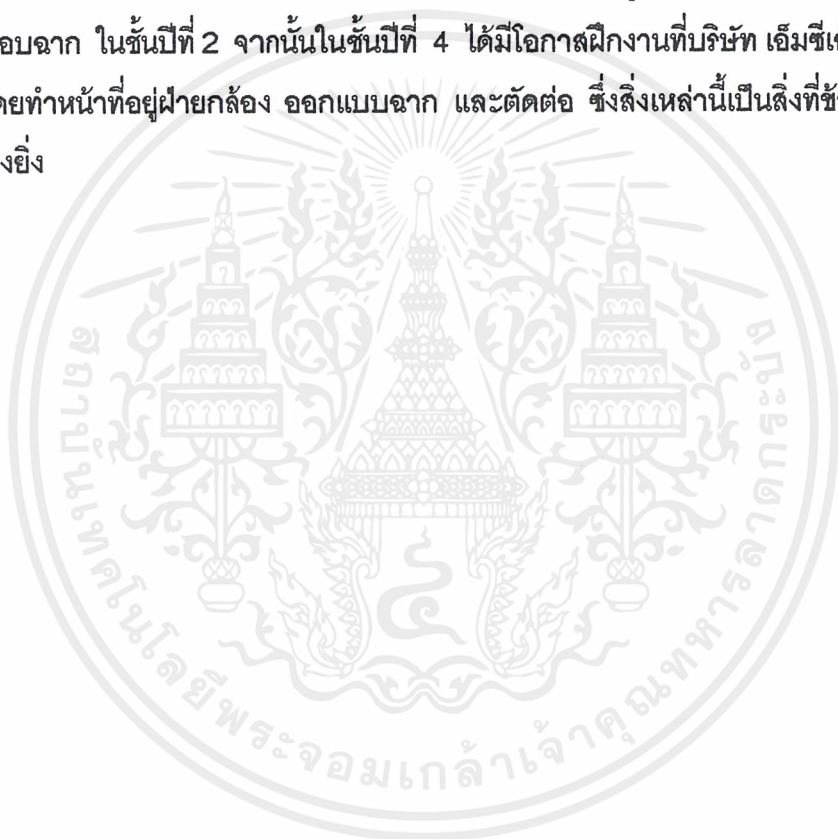 อบฉาก ในชั้นปีที่ 2 จากนั้นในชั้นปีที่ 4 ได้มีโอกาสฝึกงานที่บริษัท เอ็มซีเ
ดยทำหน้าที่อยู่ฝ่ายกล้อง ออกแบบฉาก และตัดต่อ ซึ่งสิ่งเหล่านี้เป็นสิ่งที่ข้
งยิ่ง
สถาบันเทคโนโลยีพระจอมเกล้าเจ้าคุณทหารลาดกระบัง